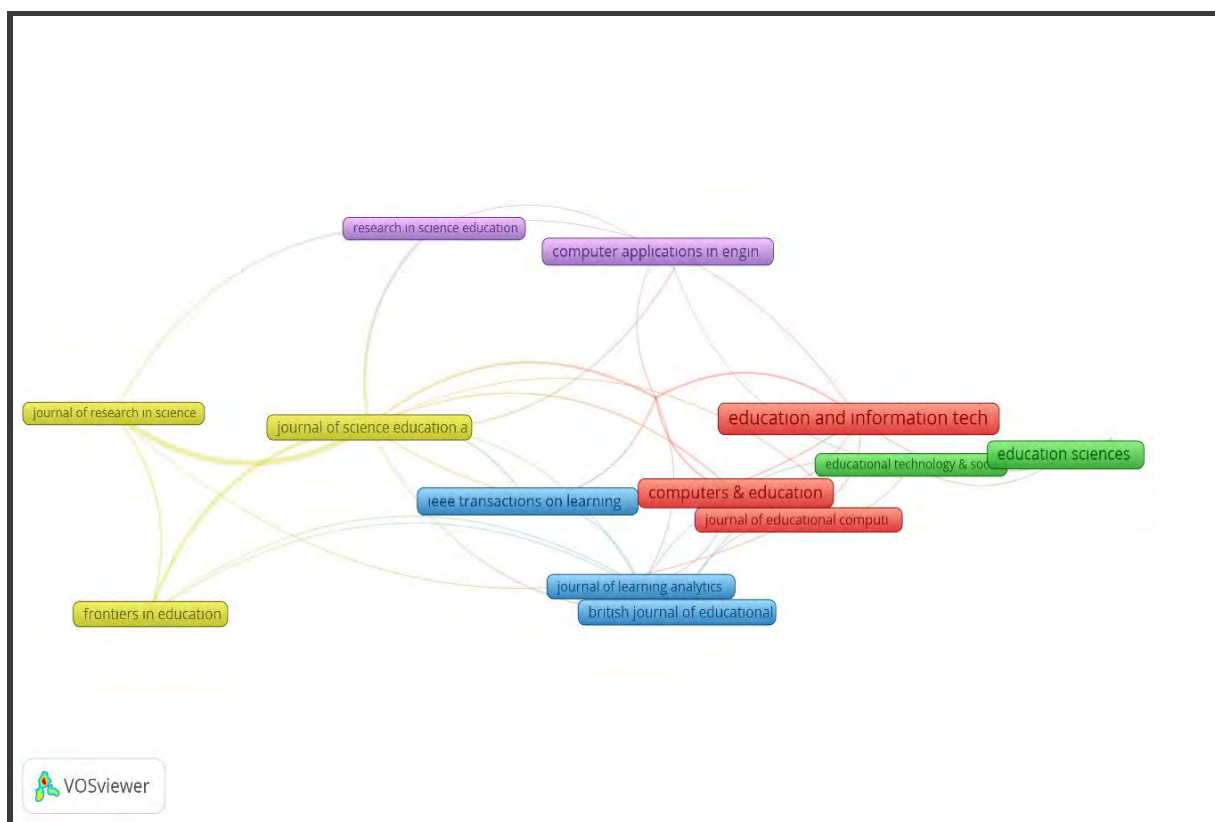 research in science education
computer applications in engin
journal of research in science
education and information tech
journal of science education a
education sciences
educational technology & soc
computers & education
ieee transactions on learning
journal of educational computi
journal of learning analytics
frontiers in education
british journal of educational
VOSviewer